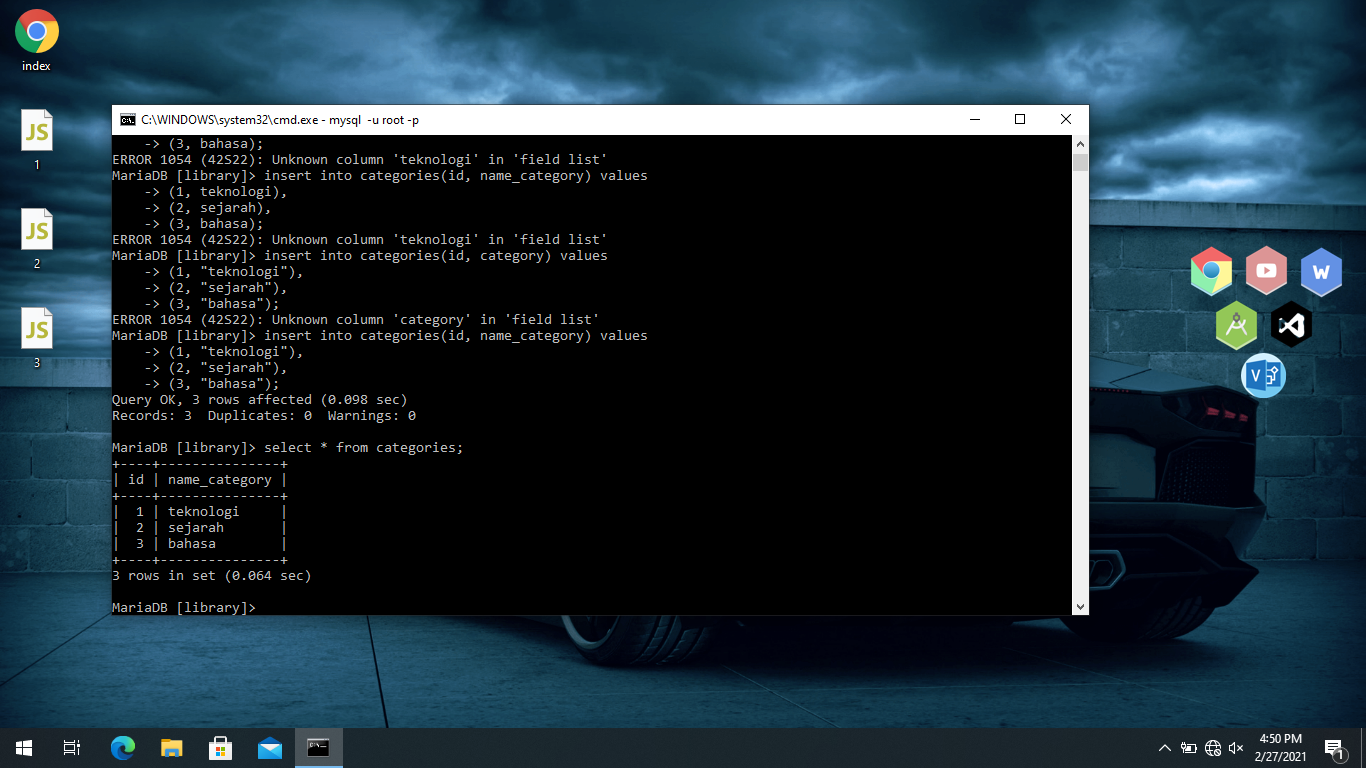 index
JS
1
JS
2
JS
3
C:\WINDOWS\system32\cmd.exe - mysql  -u root -p
    -> (3, bahasa);
ERROR 1054 (42S22): Unknown column 'teknologi' in 'field list'
MariaDB [library]> insert into categories(id, name_category) values
    -> (1, teknologi),
    -> (2, sejarah),
    -> (3, bahasa);
ERROR 1054 (42S22): Unknown column 'teknologi' in 'field list'
MariaDB [library]> insert into categories(id, category) values
    -> (1, "teknologi"),
    -> (2, "sejarah"),
    -> (3, "bahasa");
ERROR 1054 (42S22): Unknown column 'category' in 'field list'
MariaDB [library]> insert into categories(id, name_category) values
    -> (1, "teknologi"),
    -> (2, "sejarah"),
    -> (3, "bahasa");
Query OK, 3 rows affected (0.098 sec)
Records: 3  Duplicates: 0  Warnings: 0
MariaDB [library]> select * from categories;
+----+---------------+
| id | name_category |
+----+---------------+
|  1 | teknologi     |
|  2 | sejarah       |
|  3 | bahasa        |
+----+---------------+
3 rows in set (0.064 sec)
MariaDB [library]>
W
V
4:50 PM
2/27/2021
1